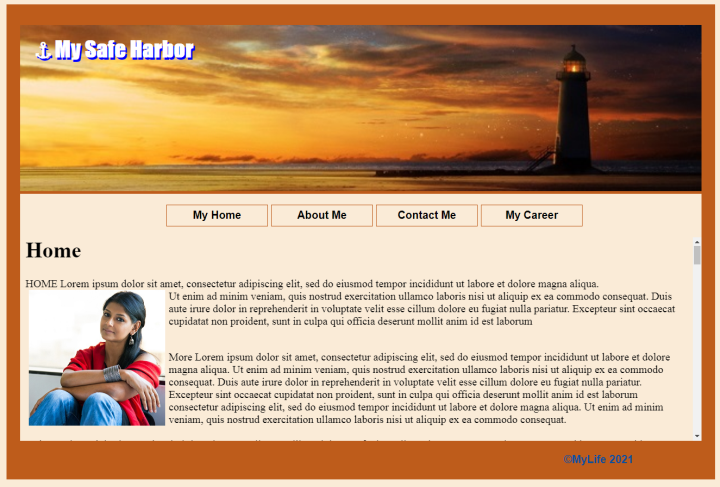 ⚓ My Safe Harbor
My Home About Me Contact Me My Career
Home
HOME Lorem ipsum dolor sit amet, consectetur adipiscing elit, sed do eiusmod tempor incididunt ut labore et dolore magna aliqua.
Ut enim ad minim veniam, quis nostrud exercitation ullamco laboris nisi ut aliquip ex ea commodo consequat. Duis
aute irure dolor in reprehenderit in voluptate velit esse cillum dolore eu fugiat nulla pariatur. Excepteur sint occaecat
cupidatat non proident, sunt in culpa qui officia deserunt mollit anim id est laborum
More Lorem ipsum dolor sit amet, consectetur adipiscing elit, sed do eiusmod tempor incididunt ut labore et dolore
magna aliqua. Ut enim ad minim veniam, quis nostrud exercitation ullamco laboris nisi ut aliquip ex ea commodo
consequat. Duis aute irure dolor in reprehenderit in voluptate velit esse cillum dolore eu fugiat nulla pariatur.
Excepteur sint occaecat cupidatat non proident, sunt in culpa qui officia deserunt mollit anim id est laborum
consectetur adipiscing elit, sed do eiusmod tempor incididunt ut labore et dolore magna aliqua. Ut enim ad minim
veniam, quis nostrud exercitation ullamco laboris nisi ut aliquip ex ea commodo consequat.
©MyLife 2021